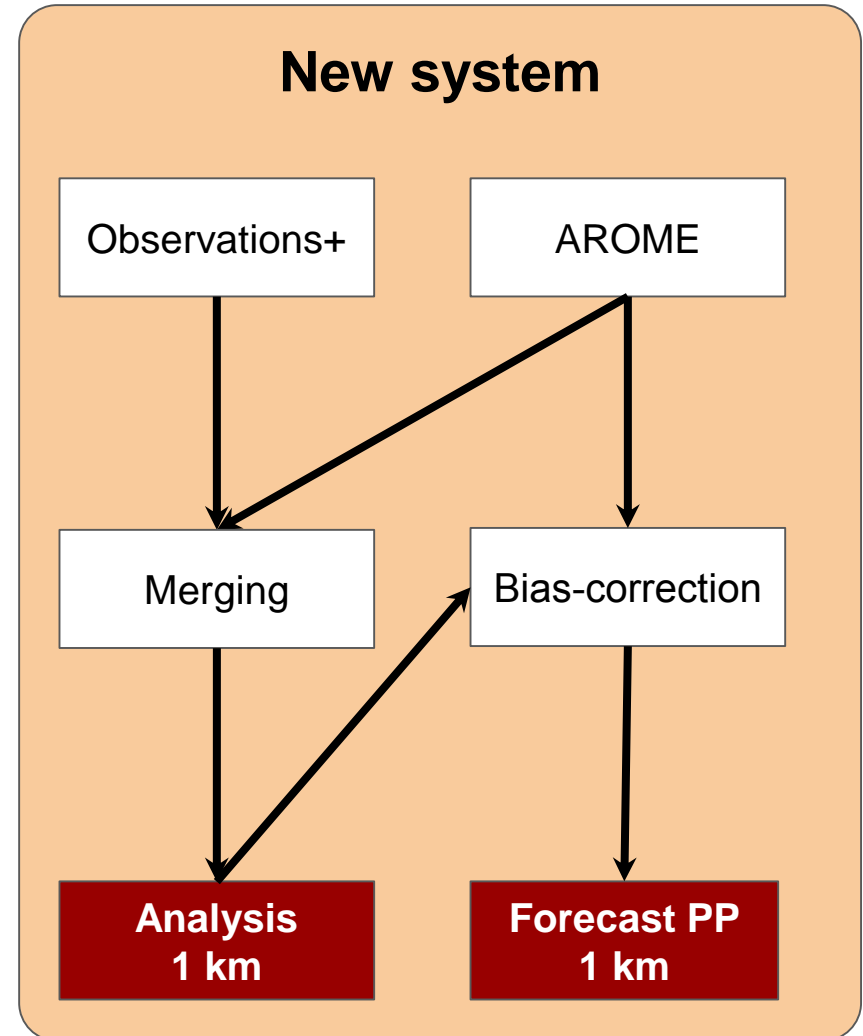 New system
Observations+
AROME
Merging
Bias-correction
Analysis
1 km
Forecast PP
1 km